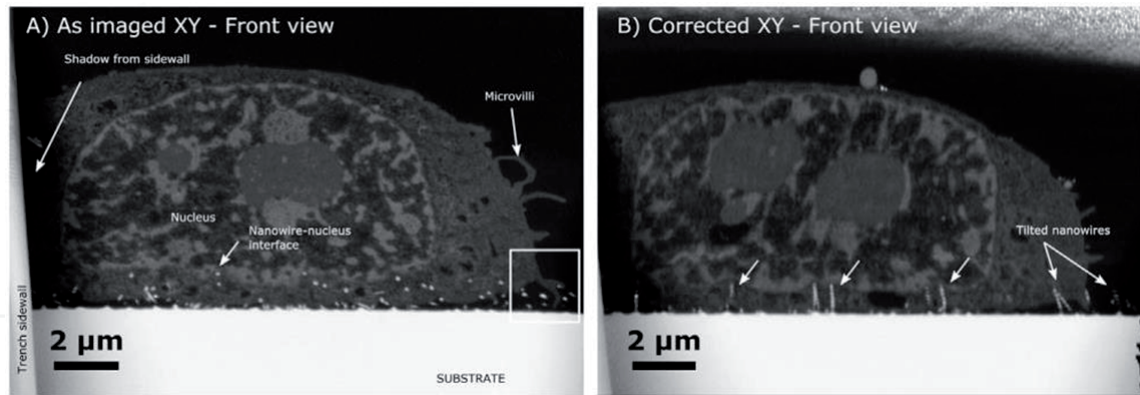 A) As imaged XY - Front view
Shadow from sidewall
Microvilli
Nucleus
Nanowire-nucleus
interface
Trench sidewall
2 µm
SUBSTRATE
B) Corrected XY - Front view
Tilted nanowires
2 µm